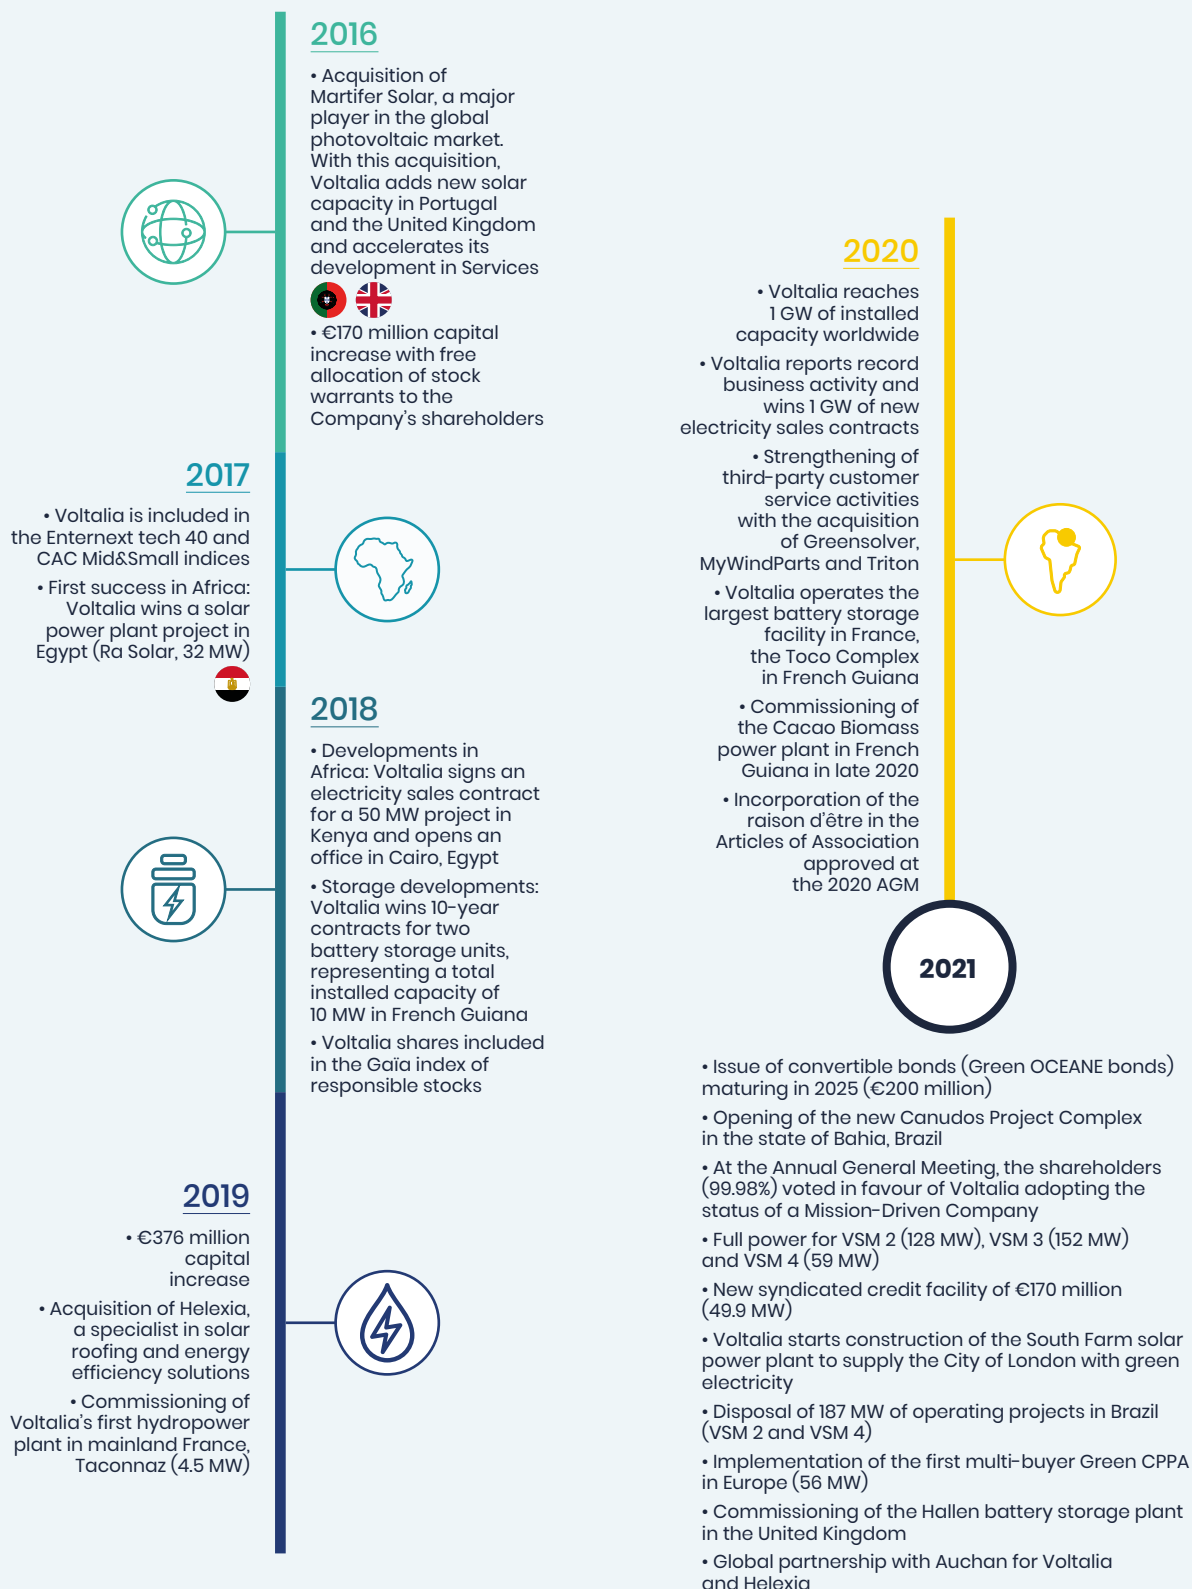 2016
• Acquisition of
Martifer Solar, a major
player in the global
photovoltaic market.
With this acquisition,
Voltalia adds new solar
capacity in Portugal
and the United Kingdom
and accelerates its
development in Services
• €170 million capital
increase with free
allocation of stock
warrants to the
Company’s shareholders
2017
• Voltalia is included in
the Enternext tech 40 and
CAC Mid&Small indices
• First success in Africa:
Voltalia wins a solar
power plant project in
Egypt (Ra Solar, 32 MW)
2018
• Developments in
Africa: Voltalia signs an
electricity sales contract
for a 50 MW project in
Kenya and opens an
office in Cairo, Egypt
• Storage developments:
Voltalia wins 10-year
contracts for two
battery storage units,
representing a total
installed capacity of
10 MW in French Guiana
• Voltalia shares included
in the Gaïa index of
responsible stocks
2019
• €376 million
capital
increase
• Acquisition of Helexia,
a specialist in solar
roofing and energy
efficiency solutions
• Commissioning of
Voltalia’s first hydropower
plant in mainland France,
Taconnaz (4.5 MW)
2020
• Voltalia reaches
1 GW of installed
capacity worldwide
• Voltalia reports record
business activity and
wins 1 GW of new
electricity sales contracts
• Strengthening of
third-party customer
service activities
with the acquisition
of Greensolver,
MyWindParts and Triton
• Voltalia operates the
largest battery storage
facility in France,
the Toco Complex
in French Guiana
• Commissioning of
the Cacao Biomass
power plant in French
Guiana in late 2020
• Incorporation of the
raison d’être in the
Articles of Association
approved at
the 2020 AGM
2021
• Issue of convertible bonds (Green OCEANE bonds)
maturing in 2025 (€200 million)
• Opening of the new Canudos Project Complex
in the state of Bahia, Brazil
• At the Annual General Meeting, the shareholders
(99.98%) voted in favour of Voltalia adopting the
status of a Mission-Driven Company
• Full power for VSM 2 (128 MW), VSM 3 (152 MW)
and VSM 4 (59 MW)
• New syndicated credit facility of €170 million
(49.9 MW)
• Voltalia starts construction of the South Farm solar
power plant to supply the City of London with green
electricity
• Disposal of 187 MW of operating projects in Brazil
(VSM 2 and VSM 4)
• Implementation of the first multi-buyer Green CPPA
in Europe (56 MW)
• Commissioning of the Hallen battery storage plant
in the United Kingdom
• Global partnership with Auchan for Voltalia
and Helexia